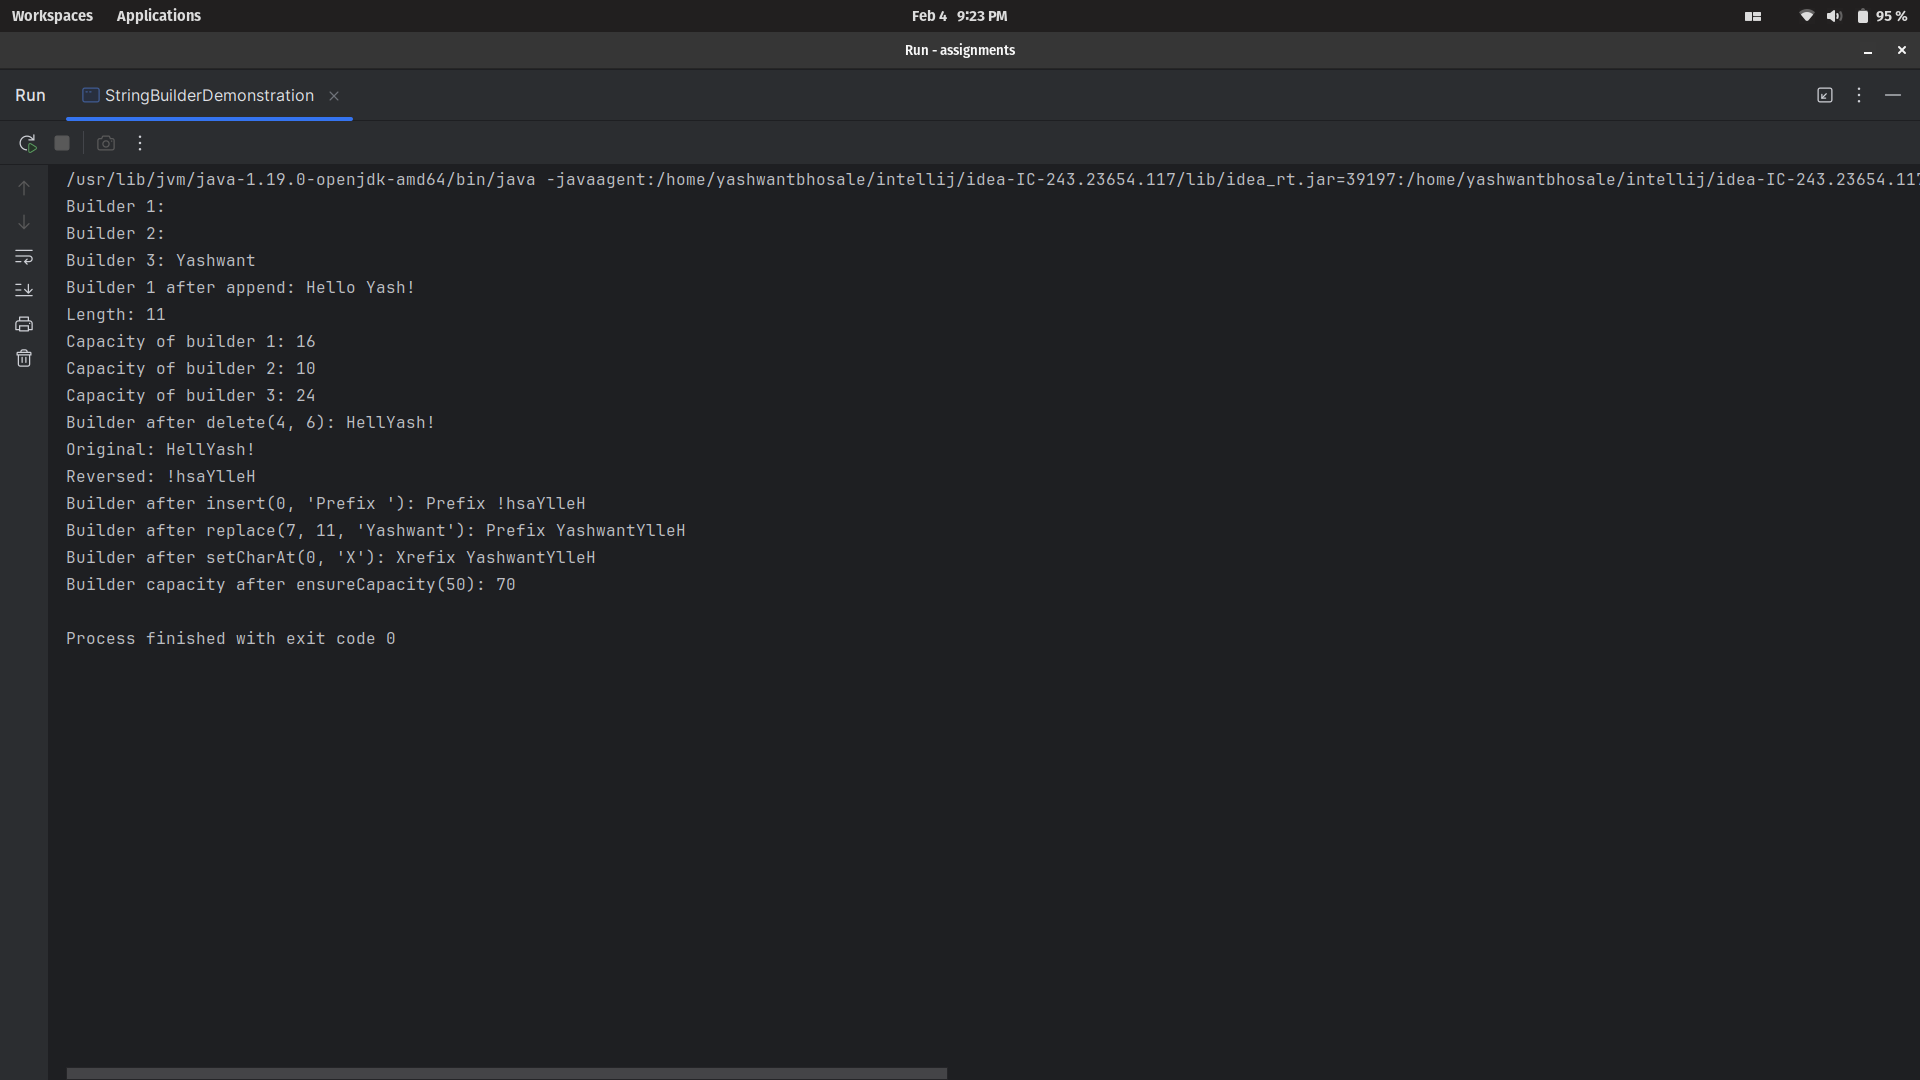 Workspaces Applications Feb 4 9:23 PM 95 %
Run - assignments
Run StringBuilderDemonstration
/usr/lib/jvm/java-1.19.0-openjdk-amd64/bin/java -javaagent:/home/yashwantbhosale/intellij/idea-IC-243.23654.117/lib/idea_rt.jar=39197:/home/yashwantbhosale/intellij/idea-IC-243.23654.117
Builder 1:
Builder 2:
Builder 3: Yashwant
Builder 1 after append: Hello Yash!
Length: 11
Capacity of builder 1: 16
Capacity of builder 2: 10
Capacity of builder 3: 24
Builder after delete(4, 6): HellYash!
Original: HellYash!
Reversed: !hsaYlleH
Builder after insert(0, 'Prefix '): Prefix !hsaYlleH
Builder after replace(7, 11, 'Yashwant'): Prefix YashwantYlleH
Builder after setCharAt(0, 'X'): Xrefix YashwantYlleH
Builder capacity after ensureCapacity(50): 70
Process finished with exit code 0